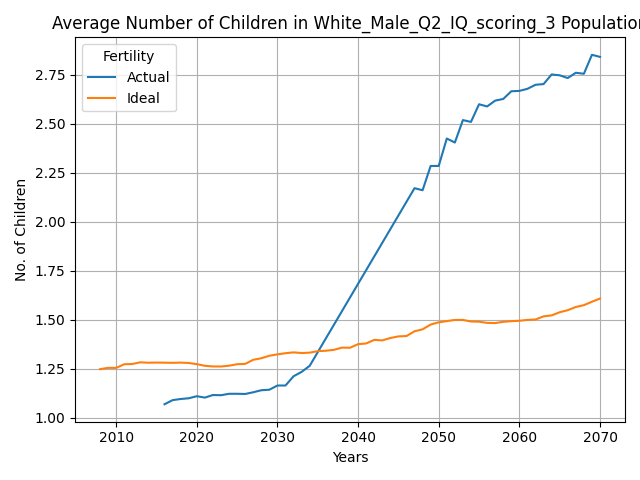 Average Number of Children in White_Male_Q2_IQ_scoring_3 Population
Fertility
Actual
Ideal
No. of Children
2.75
2.50
2.25
2.00
1.75
1.50
1.25
1.00
2010 2020 2030 2040 2050 2060 2070
Years